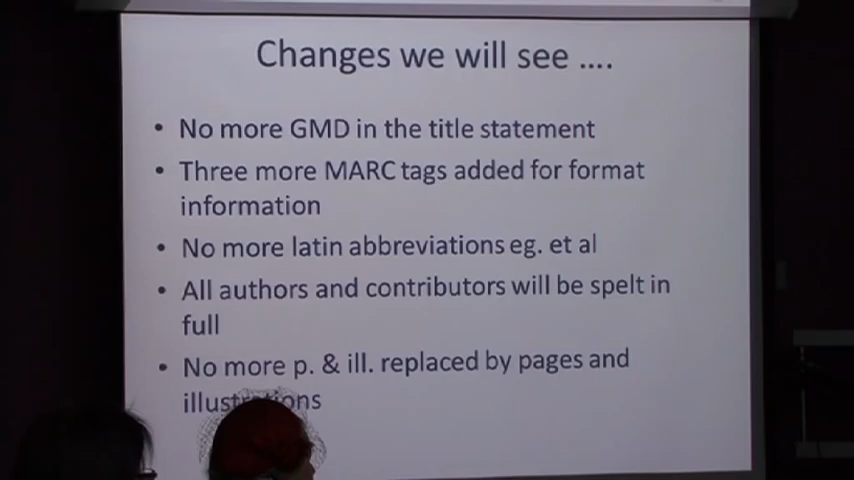 Changes we will see ....
• No more GMD in the title statement
• Three more MARC tags added for format
information
• No more latin abbreviations eg. et al
• All authors and contributors will be spelt in
full
• No more p. & ill. replaced by pages and
illustrations